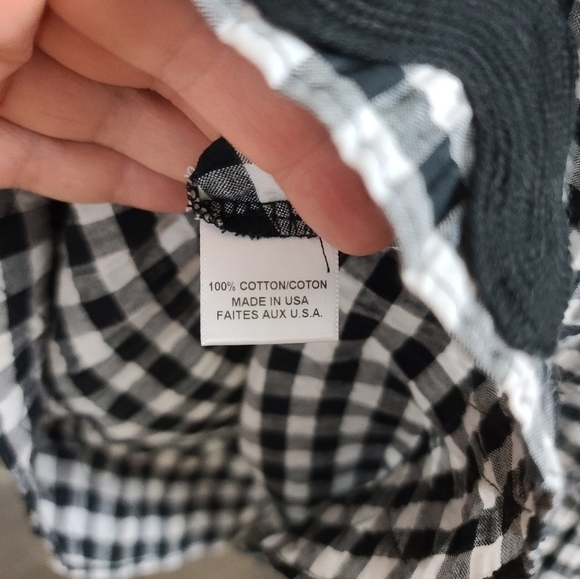 100% COTTON/COTON
MADE IN USA
FAITES AUX U.S.A.